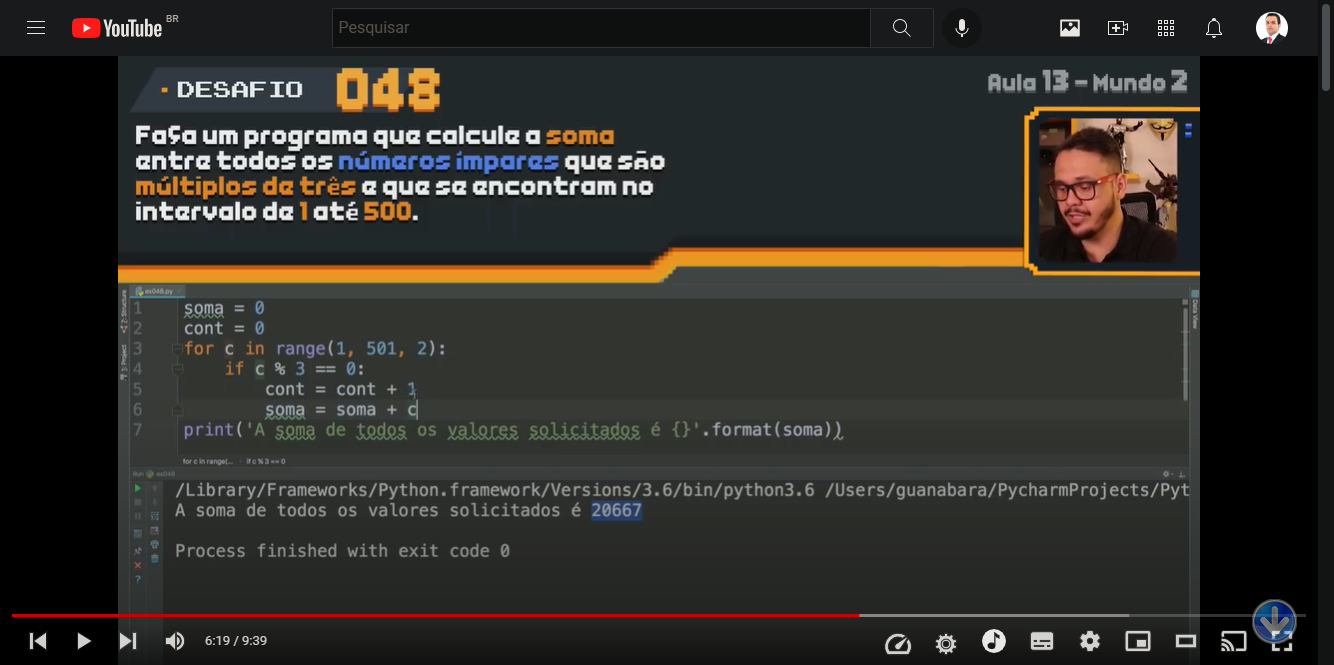 YouTube BR
Pesquisar
DESAFIO 048
Aula 13 – Mundo 2
Faça um programa que calcule a soma
entre todos os números ímpares que são
múltiplos de três e que se encontram no
intervalo de 1 até 500.
ex048.py
1 soma = 0
2 cont = 0
3 for c in range(1, 501, 2):
4 if c % 3 == 0:
5 cont = cont + 1
6 soma = soma + c
7 print('A soma de todos os valores solicitados é {}'.format(soma))
Structure
Project
Data View
for c in range(... if c % 3 == 0
Run ex048
/Library/Frameworks/Python.framework/Versions/3.6/bin/python3.6 /Users/guanabara/PycharmProjects/Pyt
A soma de todos os valores solicitados é 20667
Process finished with exit code 0
6:19 / 9:39